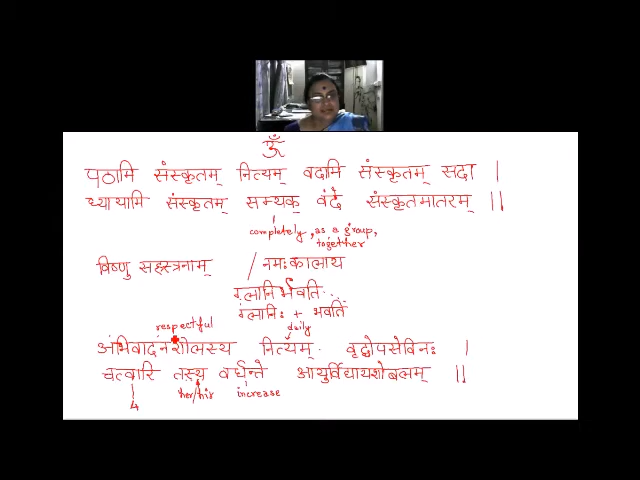 ॐ
पठामि संस्कृतम् नित्यम् वदामि संस्कृतम् सदा |
ध्यायामि संस्कृतम् सम्यक् वंदे संस्कृतमातरम् ||
completely, as a group,
together
विष्णु सहस्त्रनाम् / नमःकालाय
ग्लानिर्भवति...
ग्लानिः + भवति
respectful daily
अभिवादनशीलस्य नित्यम् वृद्धोपसेविनः |
चत्वारि तस्य वर्धन्ते आयुर्विद्यायशोबलम् ||
her/his increase
4